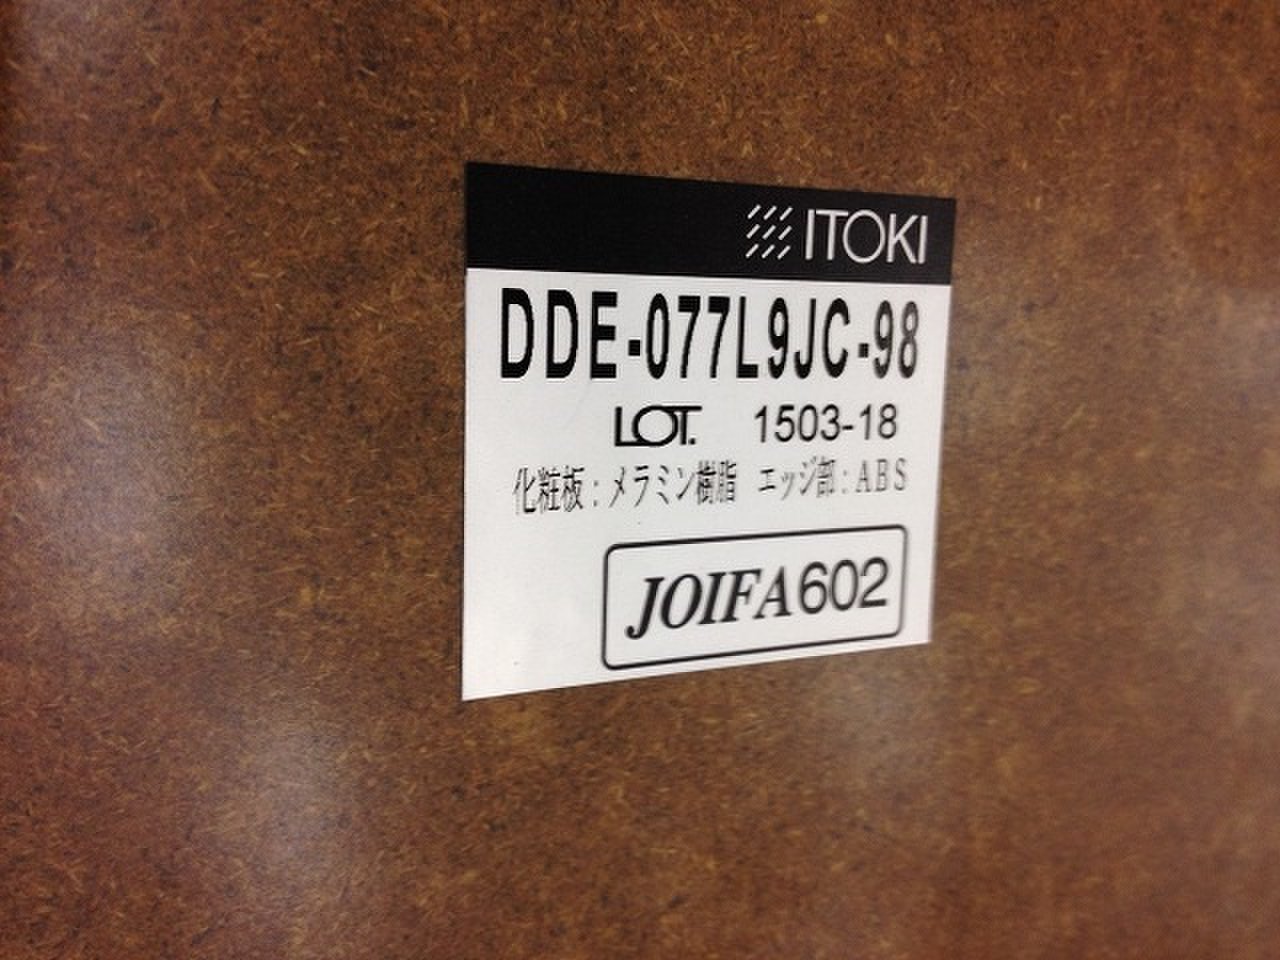 ITOKI
DDE-077L9JC-98
LOT. 1503-18
化粧板:メラミン樹脂 エッジ部:ABS
JOIFA602